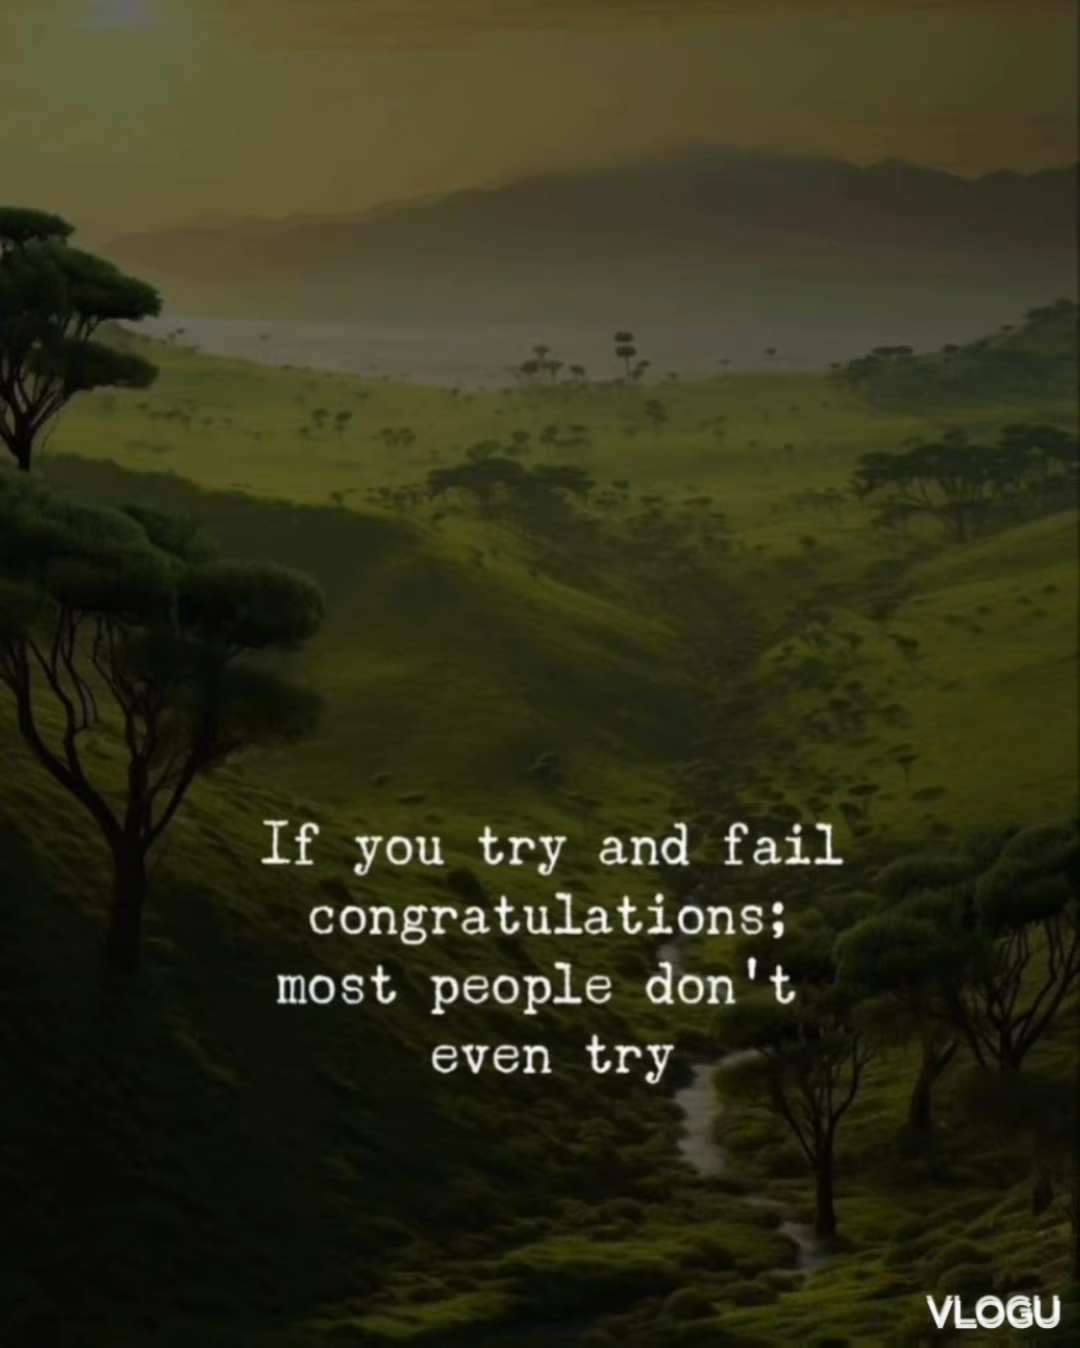 If you try and fail
congratulations;
most people don't
even try
VLOGU